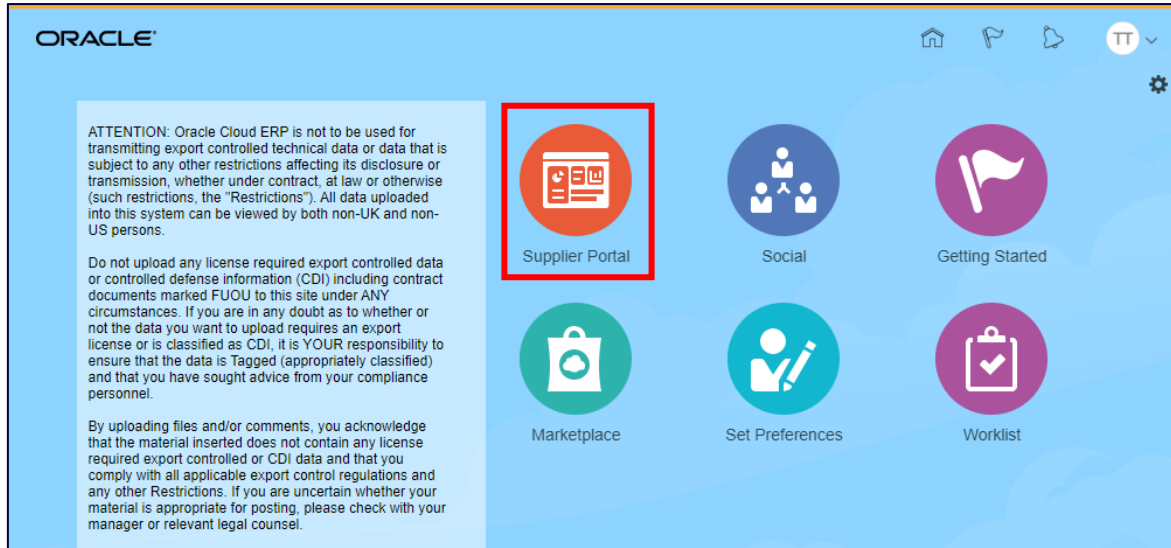 ORACLE
TT
ATTENTION: Oracle Cloud ERP is not to be used for
transmitting export controlled technical data or data that is
subject to any other restrictions affecting its disclosure or
transmission, whether under contract, at law or otherwise
(such restrictions, the "Restrictions"). All data uploaded
into this system can be viewed by both non-UK and non-
US persons.
Do not upload any license required export controlled data
or controlled defense information (CDI) including contract
documents marked FUOU to this site under ANY
circumstances. If you are in any doubt as to whether or
not the data you want to upload requires an export
license or is classified as CDI, it is YOUR responsibility to
ensure that the data is Tagged (appropriately classified)
and that you have sought advice from your compliance
personnel.
By uploading files and/or comments, you acknowledge
that the material inserted does not contain any license
required export controlled or CDI data and that you
comply with all applicable export control regulations and
any other Restrictions. If you are uncertain whether your
material is appropriate for posting, please check with your
manager or relevant legal counsel.
Supplier Portal
Social
Getting Started
Marketplace
Set Preferences
Worklist